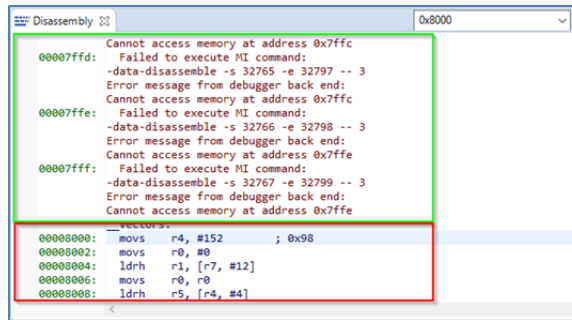 Disassembly
0x8000
Cannot access memory at address 0x7ffc
00007ffd: Failed to execute MI command:
-data-disassemble -s 32765 -e 32797 -- 3
Error message from debugger back end:
Cannot access memory at address 0x7ffc
00007ffe: Failed to execute MI command:
-data-disassemble -s 32766 -e 32798 -- 3
Error message from debugger back end:
Cannot access memory at address 0x7ffe
00007fff: Failed to execute MI command:
-data-disassemble -s 32767 -e 32799 -- 3
Error message from debugger back end:
Cannot access memory at address 0x7ffe
__vectors:
00008000: movs r4, #152 ; 0x98
00008002: movs r0, #0
00008004: ldrh r1, [r7, #12]
00008006: movs r0, r0
00008008: ldrh r5, [r4, #4]